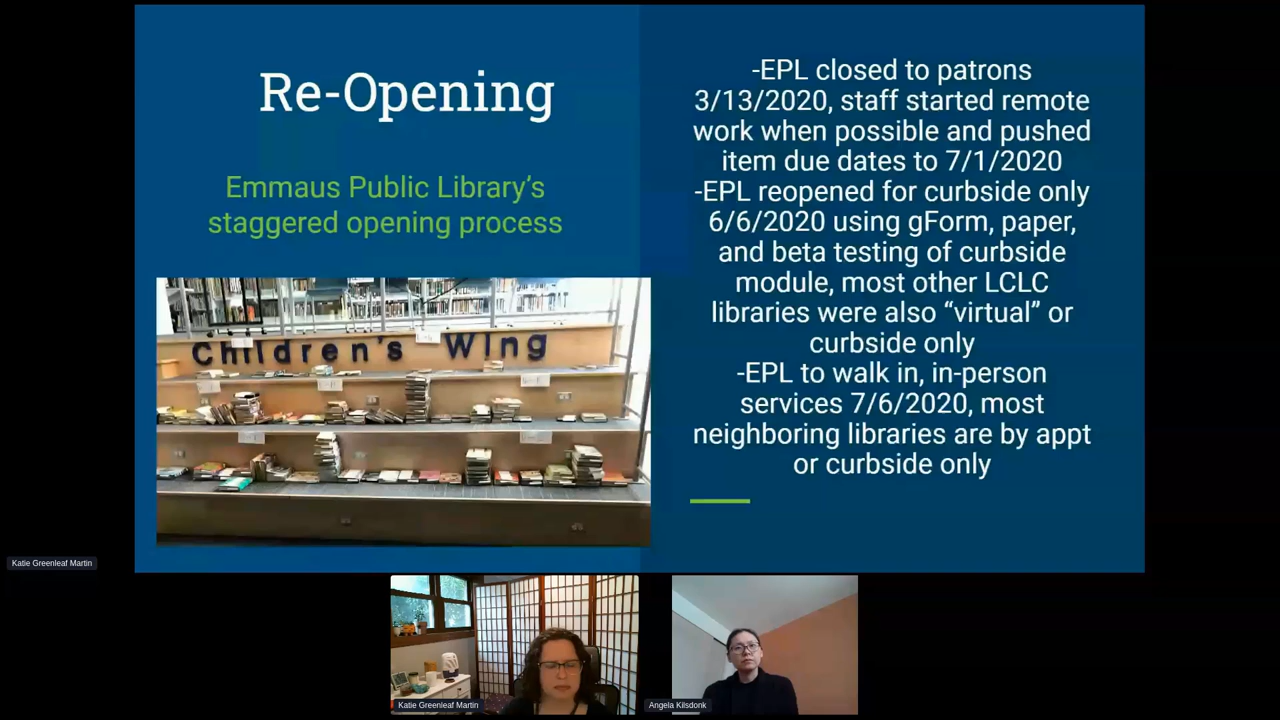 Re-Opening
Emmaus Public Library’s
staggered opening process
Children's Wing
-EPL closed to patrons
3/13/2020, staff started remote
work when possible and pushed
item due dates to 7/1/2020
-EPL reopened for curbside only
6/6/2020 using gForm, paper,
and beta testing of curbside
module, most other LCLC
libraries were also “virtual” or
curbside only
-EPL to walk in, in-person
services 7/6/2020, most
neighboring libraries are by appt
or curbside only
Katie Greenleaf Martin
Katie Greenleaf Martin
Angela Kilsdonk